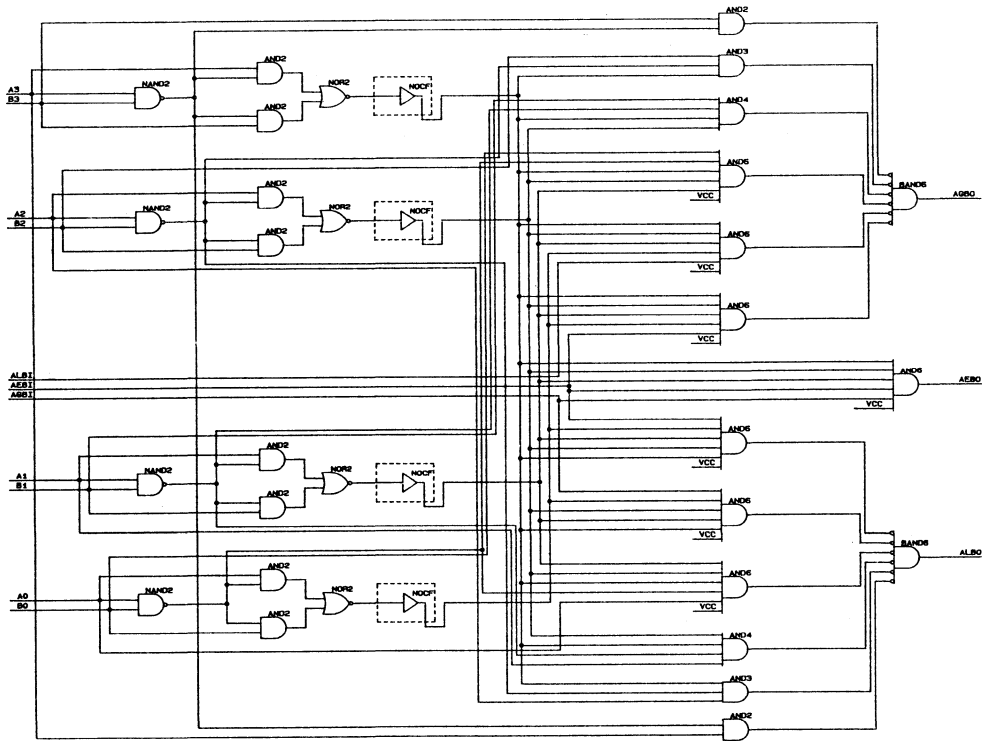 AND2
AND3
AND2
NAND2
NOR2
NOCF
A3
B3
AND2
AND4
AND6
VCC
AND2
NAND2
NOR2
NOCF
A2
B2
AND2
BAND6
AGBO
AND6
VCC
AND6
VCC
ALBI
AEBI
AGBI
AND6
AEBO
VCC
AND6
VCC
AND2
NAND2
NOR2
NOCF
A1
B1
AND2
AND6
VCC
BAND6
ALBO
AND2
NAND2
NOR2
NOCF
A0
B0
AND2
AND6
VCC
AND4
AND3
AND2